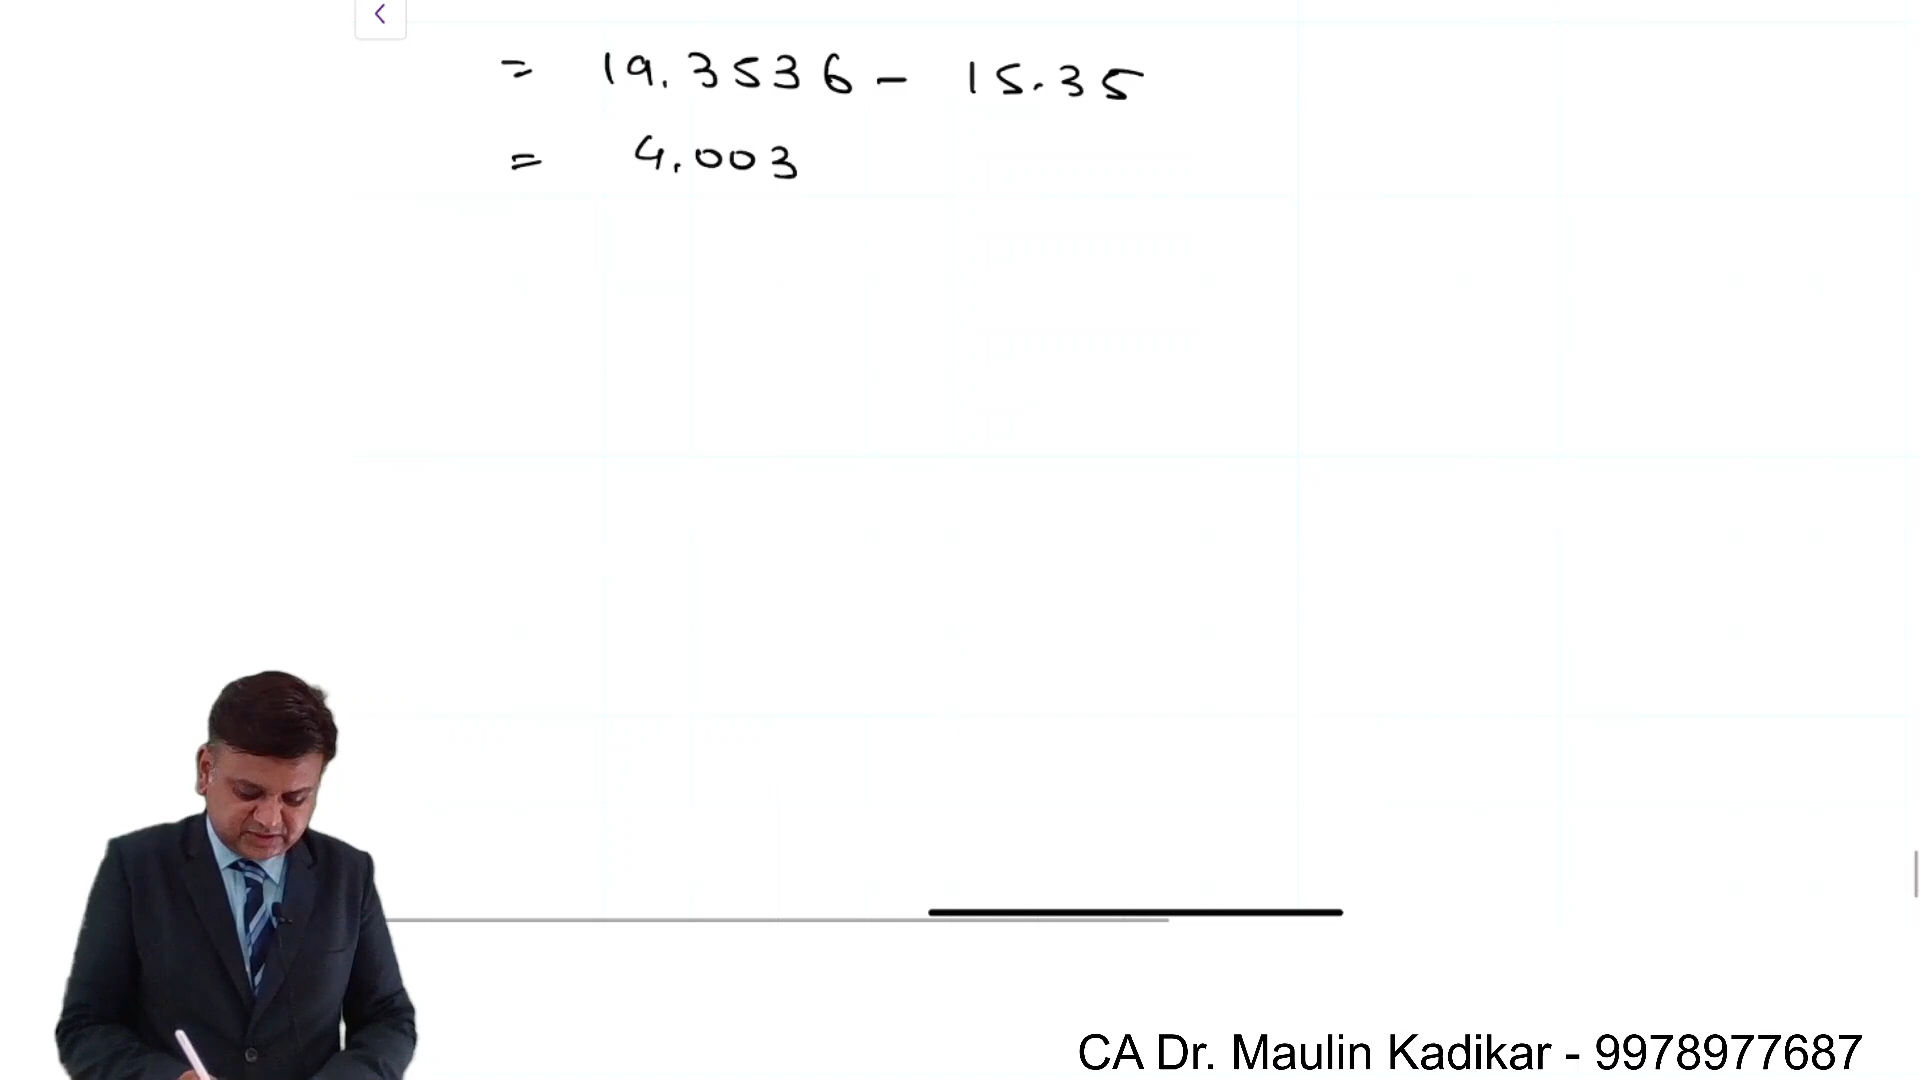 = 19.3536 - 15.35
= 4.003
CA Dr. Maulin Kadikar - 9978977687